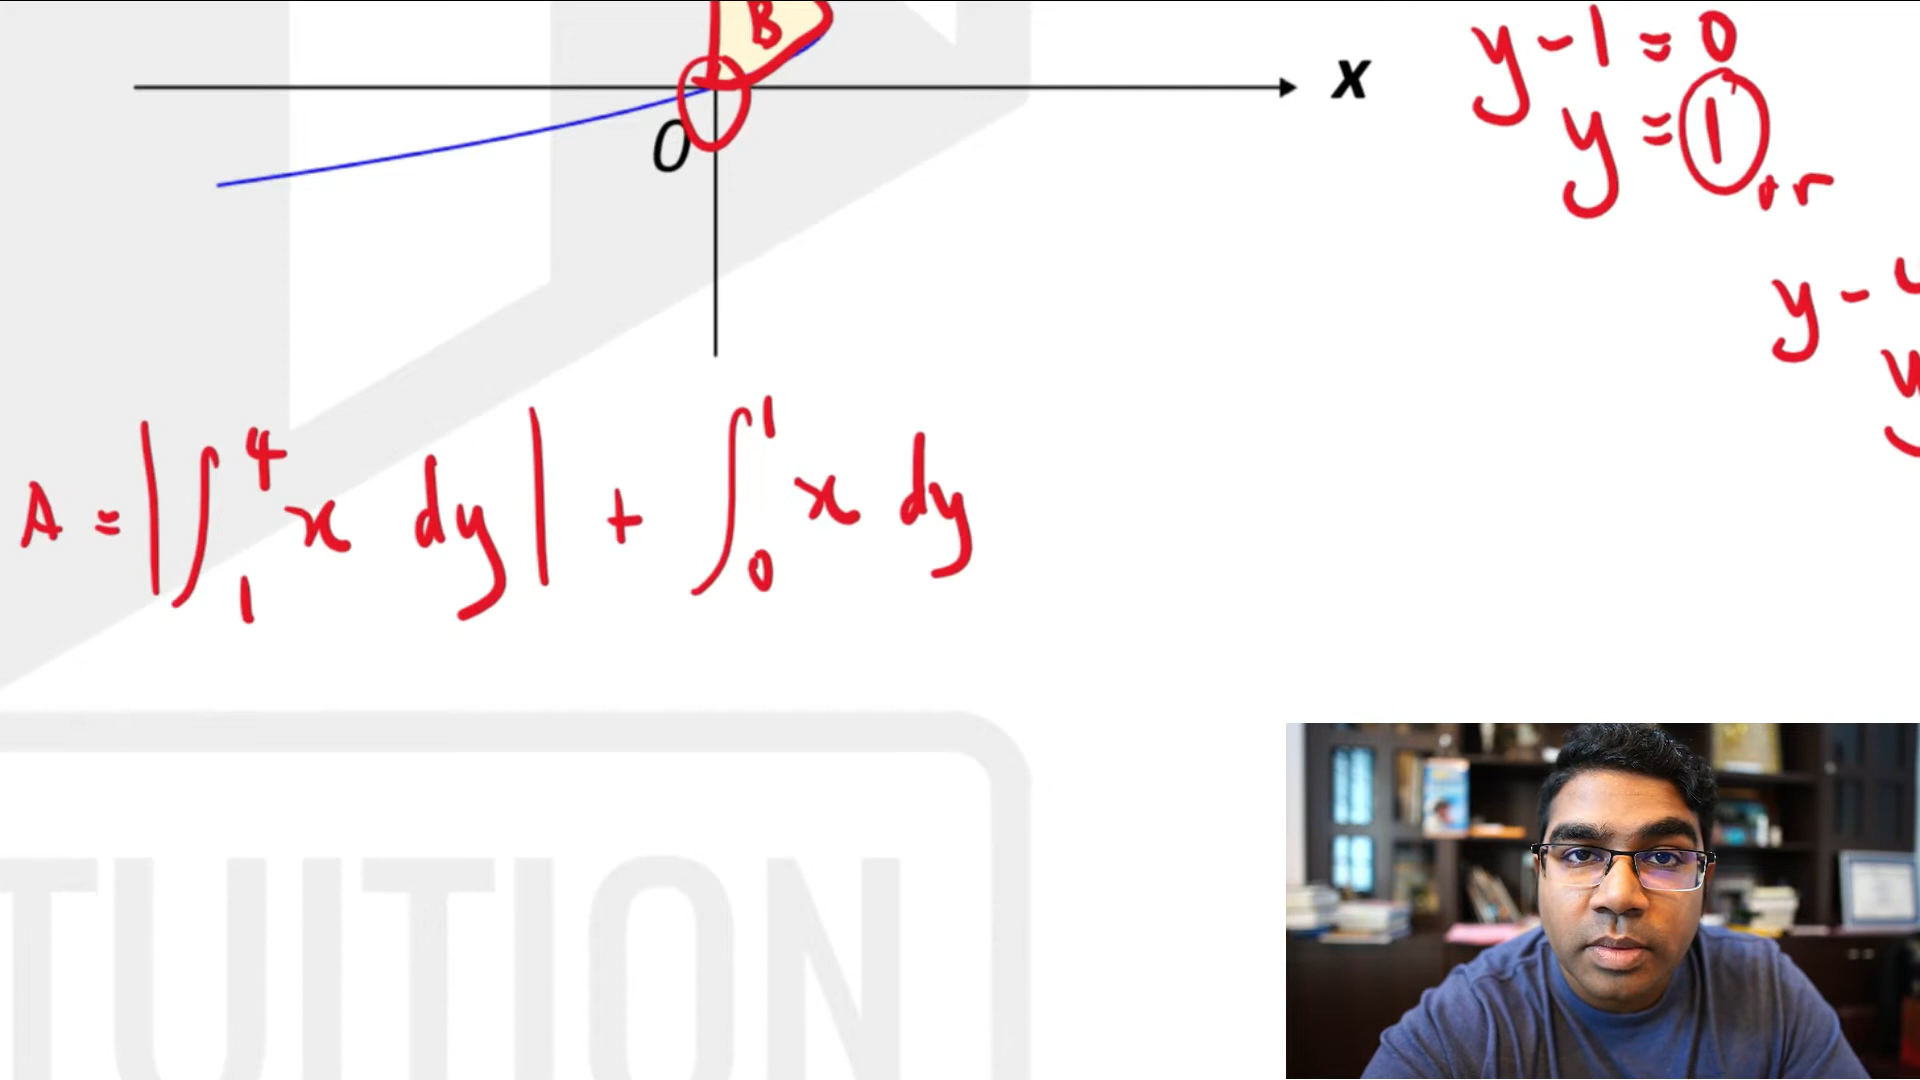 B
x
O
y - 1 = 0
y = 1 or
y -
y
A = |∫₁⁴ x dy| + ∫₀¹ x dy
TUITION